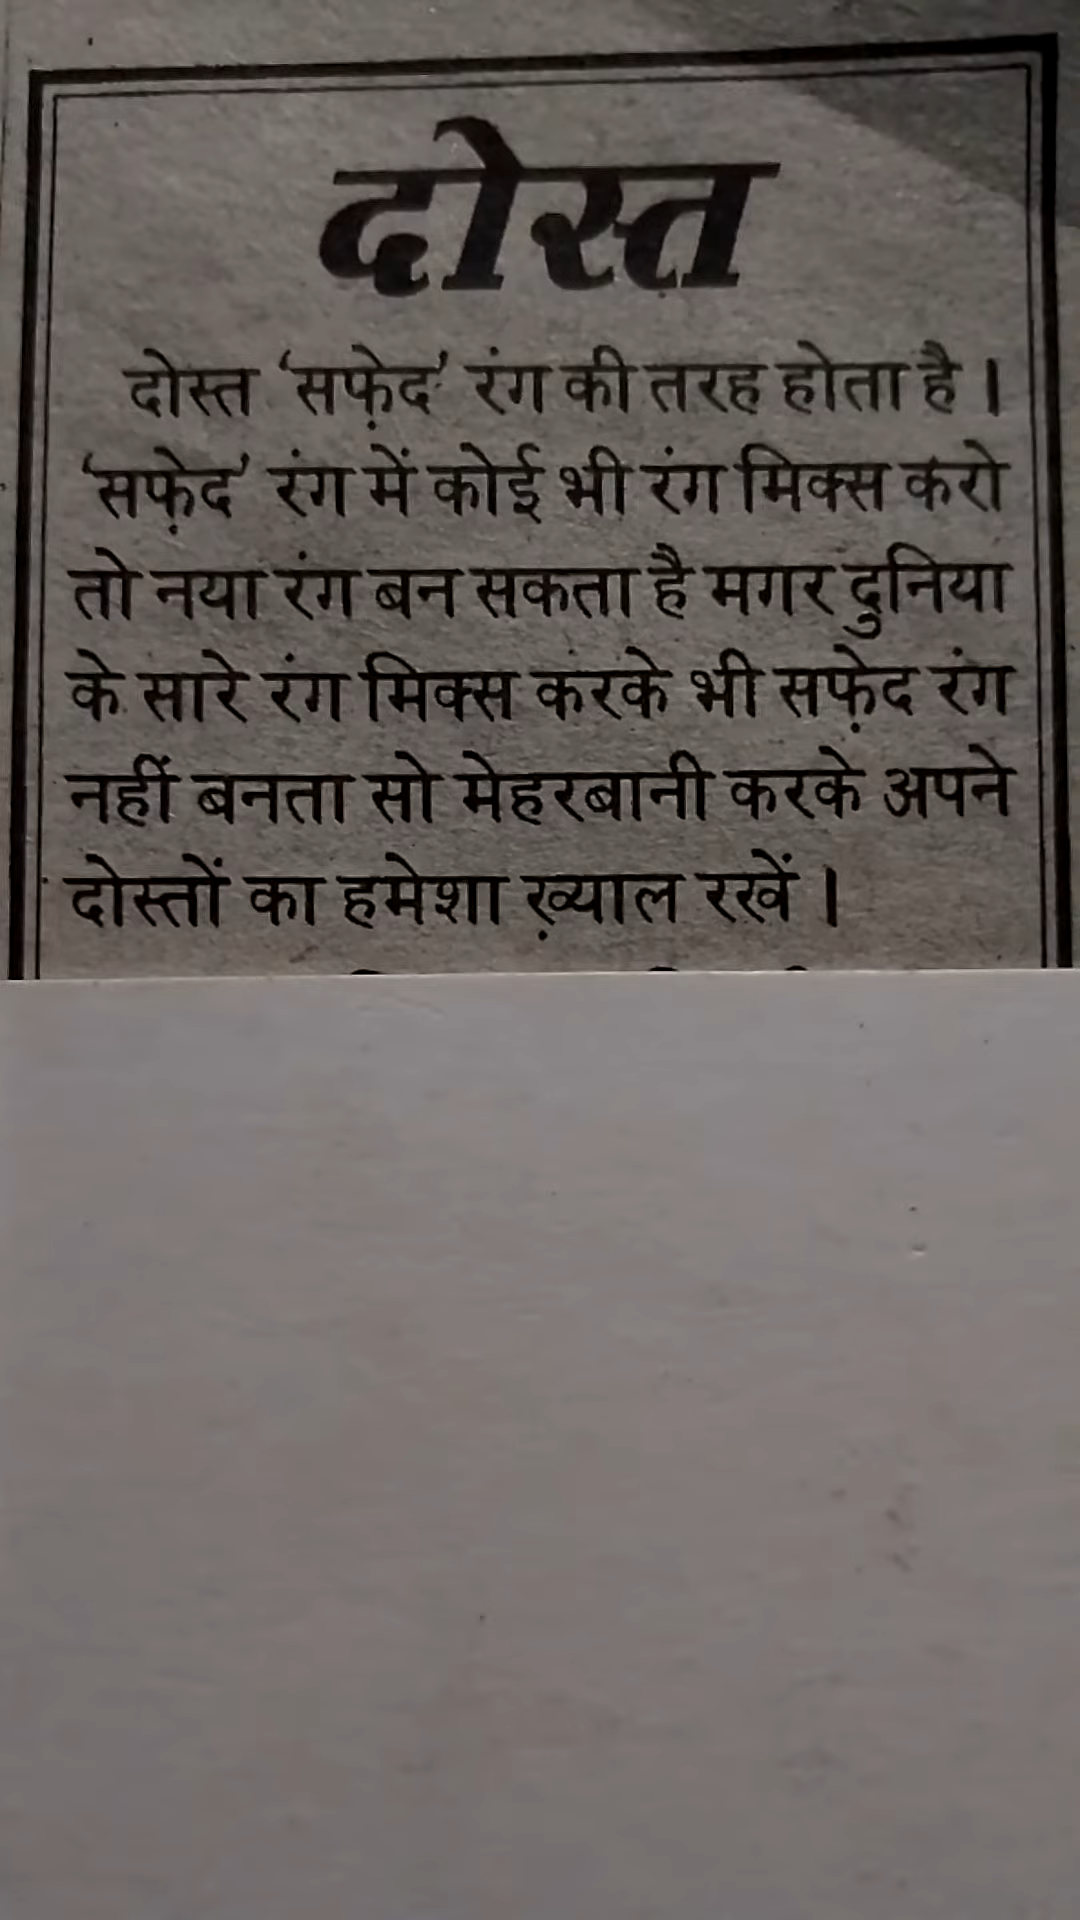 दोस्त
दोस्त ‘सफ़ेद’ रंग की तरह होता है।
‘सफ़ेद’ रंग में कोई भी रंग मिक्स करो
तो नया रंग बन सकता है मगर दुनिया
के सारे रंग मिक्स करके भी सफ़ेद रंग
नहीं बनता सो मेहरबानी करके अपने
दोस्तों का हमेशा ख़्याल रखें।